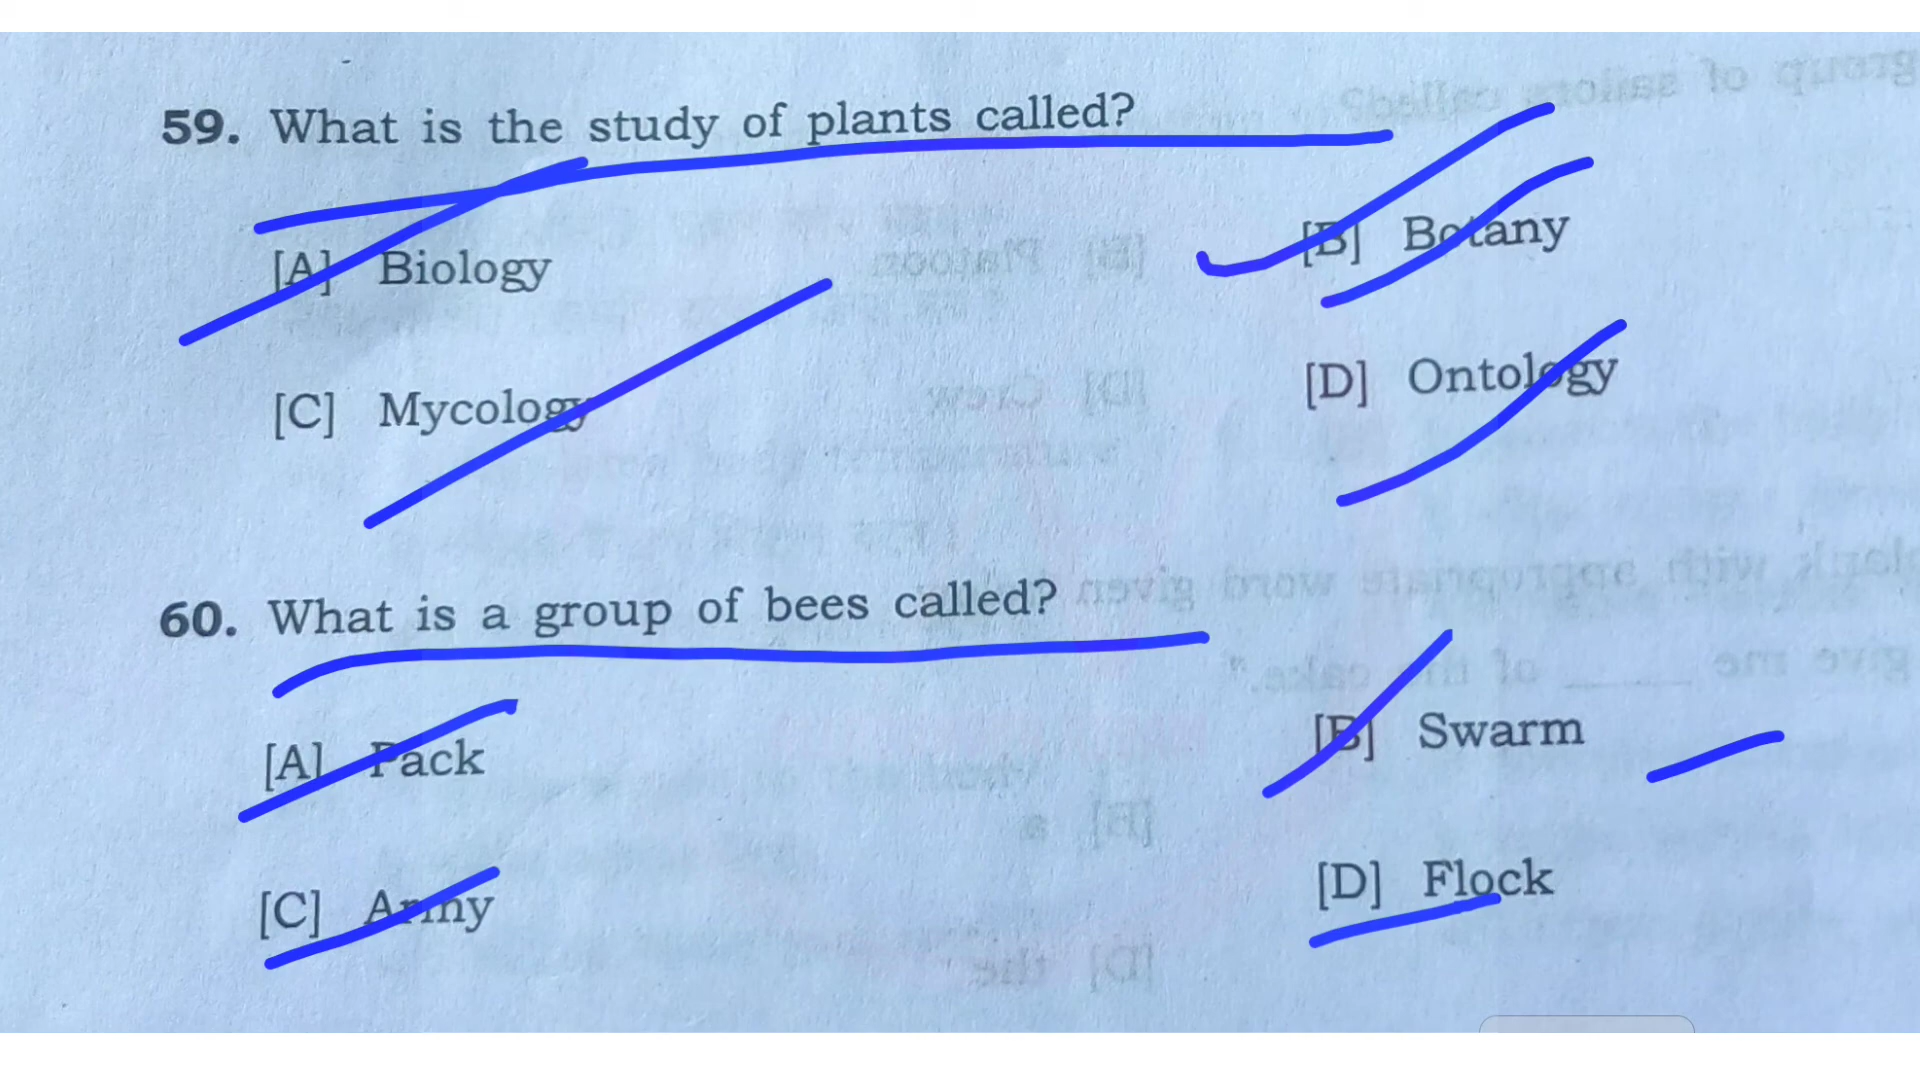 59. What is the study of plants called?
[A] Biology [B] Botany
[C] Mycology [D] Ontology
60. What is a group of bees called?
[A] Pack [B] Swarm
[C] Army [D] Flock